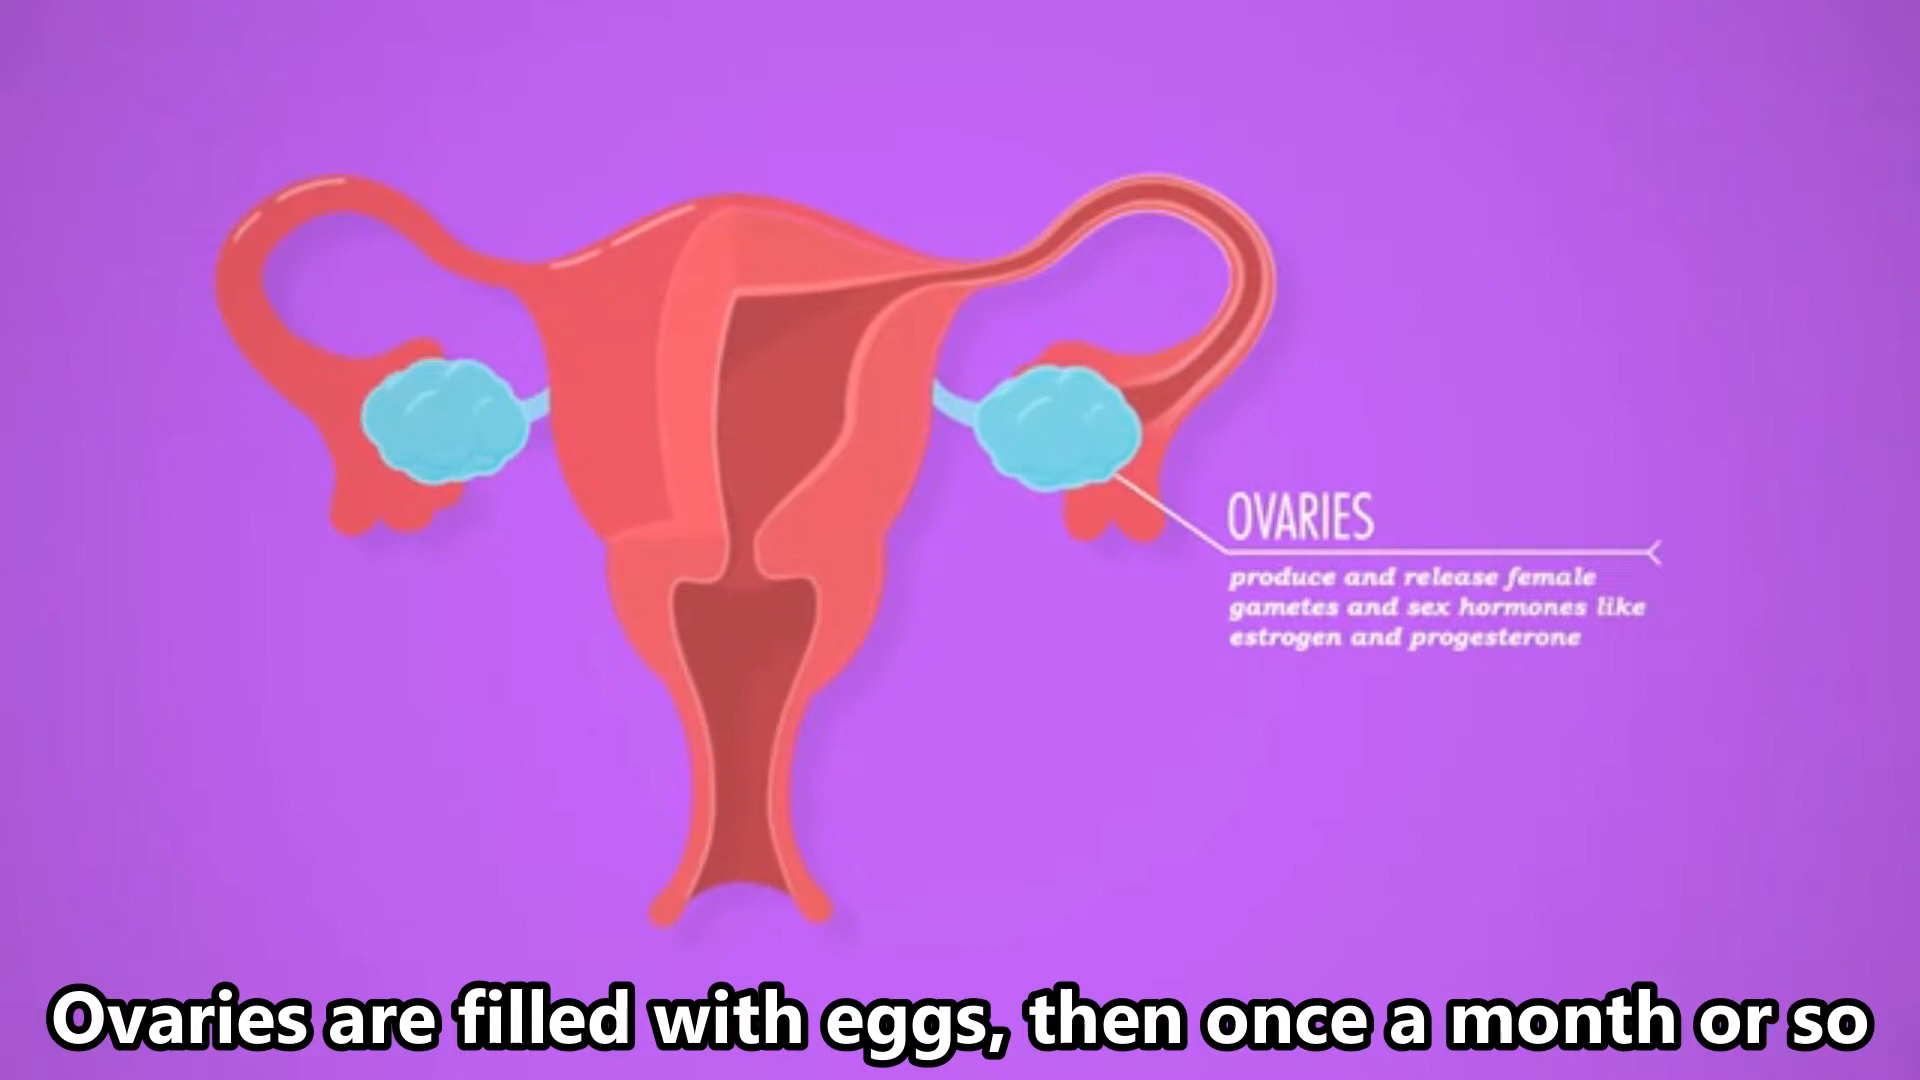 OVARIES
produce and release female
gametes and sex hormones like
estrogen and progesterone
Ovaries are filled with eggs, then once a month or so